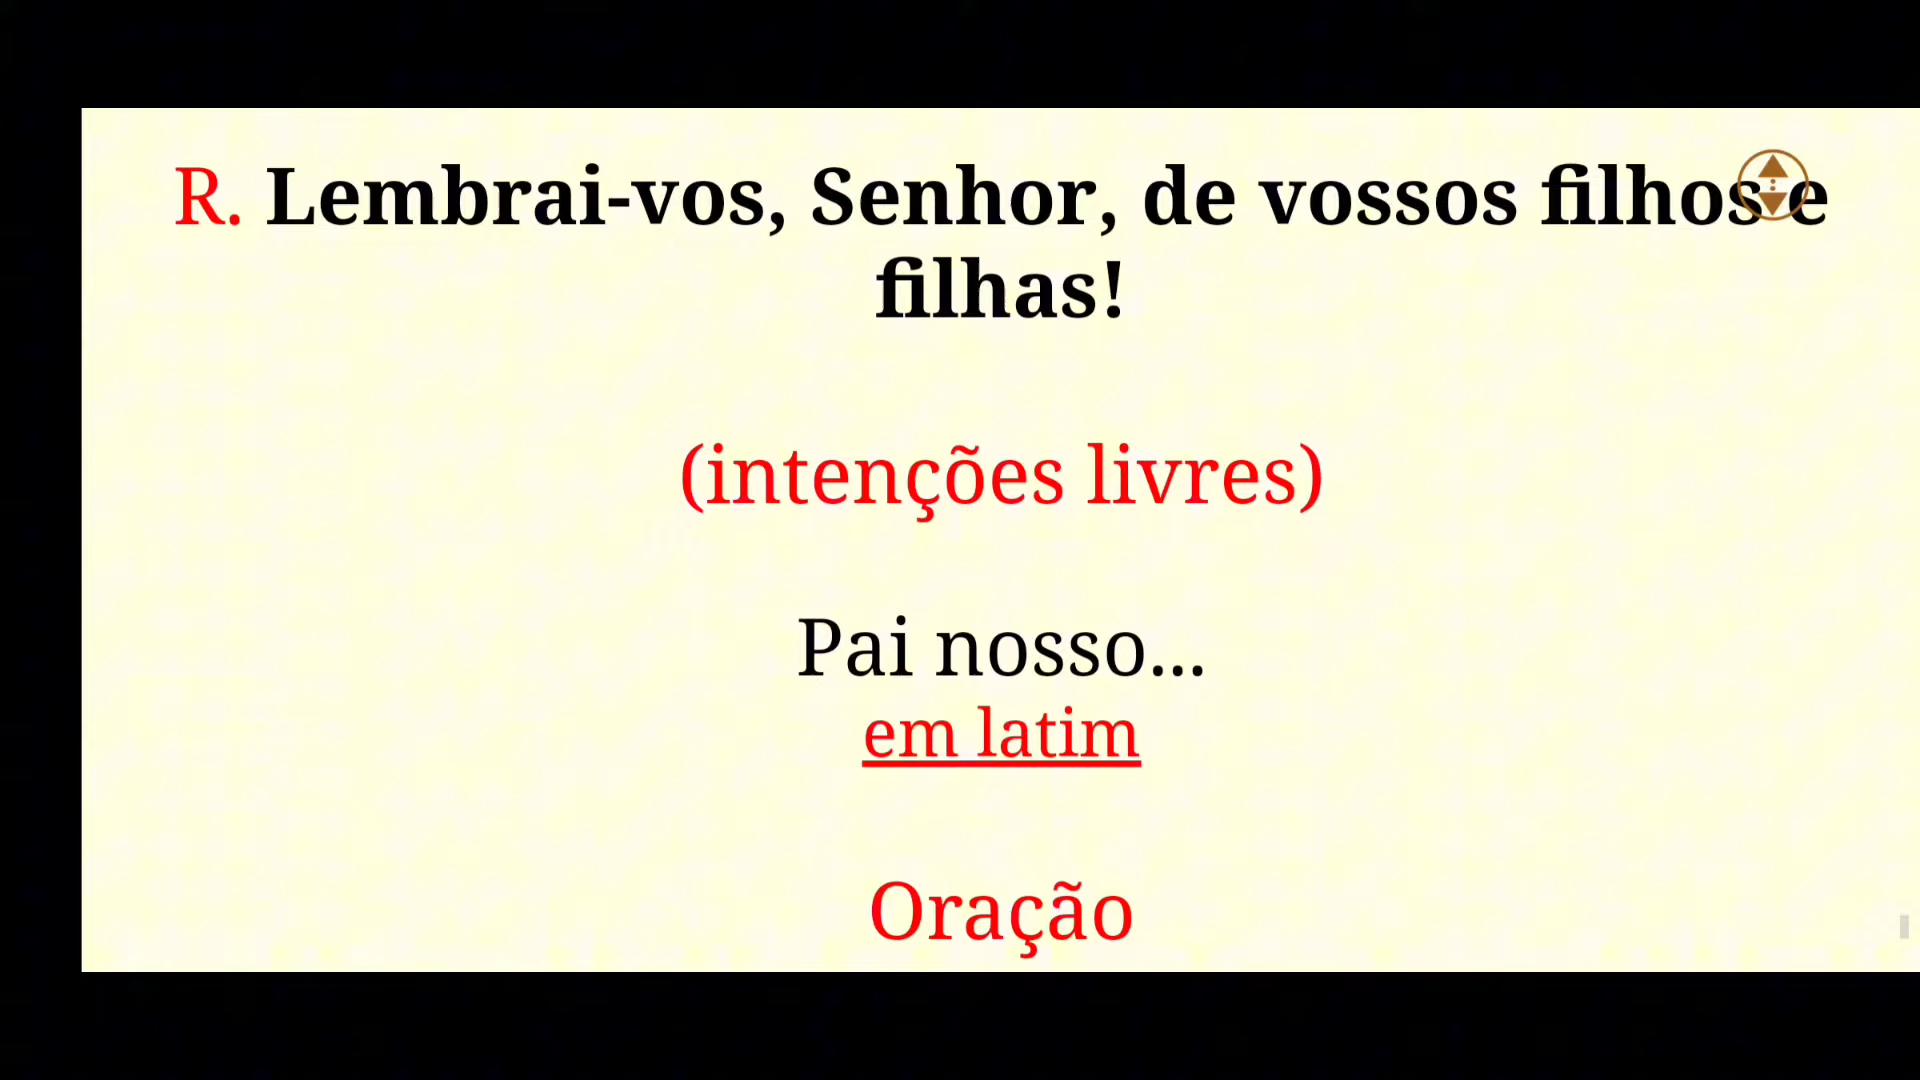 R. Lembrai-vos, Senhor, de vossos filhos e
filhas!
(intenções livres)
Pai nosso...
em latim
Oração